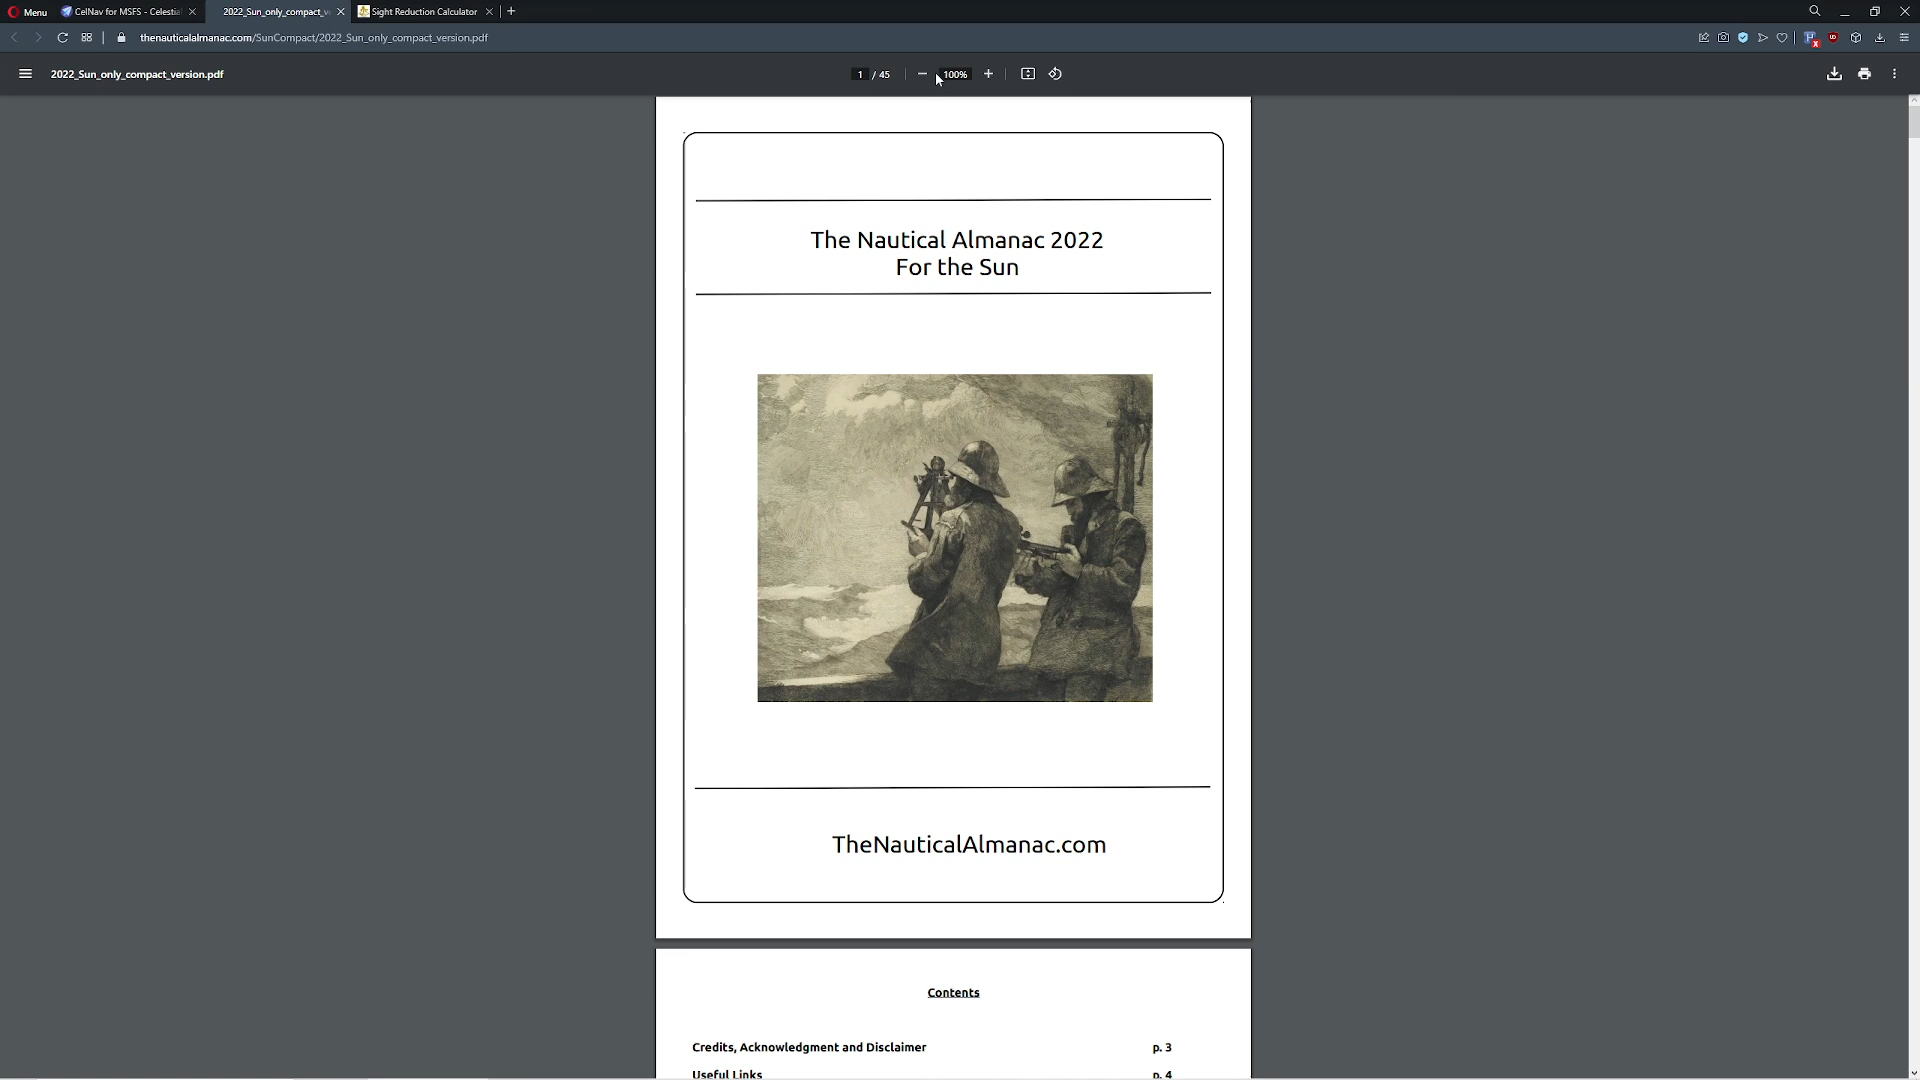 Menu
CelNav for MSFS - Celestial
2022_Sun_only_compact_v
Sight Reduction Calculator
thenauticalalmanac.com/SunCompact/2022_Sun_only_compact_version.pdf
2022_Sun_only_compact_version.pdf
1 / 45
100%
The Nautical Almanac 2022
For the Sun
TheNauticalAlmanac.com
Contents
Credits, Acknowledgment and Disclaimer p. 3
Useful Links p. 4